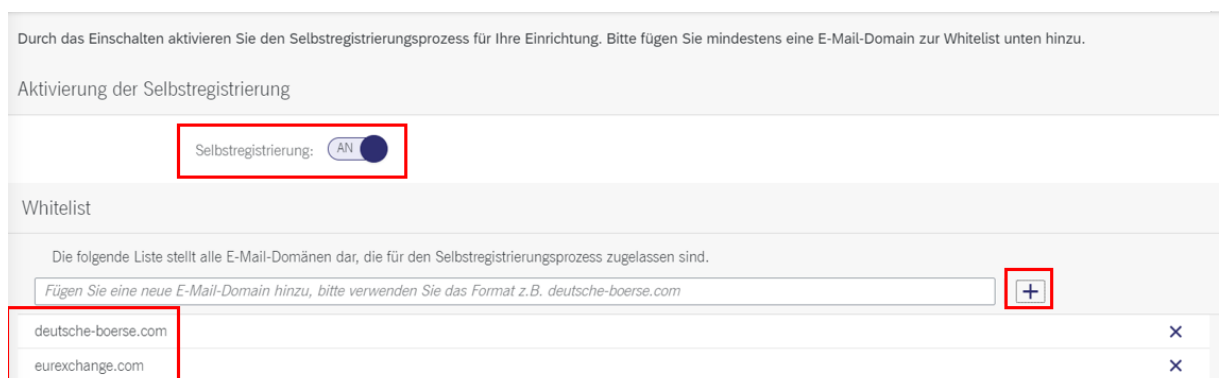 Durch das Einschalten aktivieren Sie den Selbstregistrierungsprozess für Ihre Einrichtung. Bitte fügen Sie mindestens eine E-Mail-Domain zur Whitelist unten hinzu.
Aktivierung der Selbstregistrierung
Selbstregistrierung: AN
Whitelist
Die folgende Liste stellt alle E-Mail-Domänen dar, die für den Selbstregistrierungsprozess zugelassen sind.
Fügen Sie eine neue E-Mail-Domain hinzu, bitte verwenden Sie das Format z.B. deutsche-boerse.com
deutsche-boerse.com
eurexchange.com